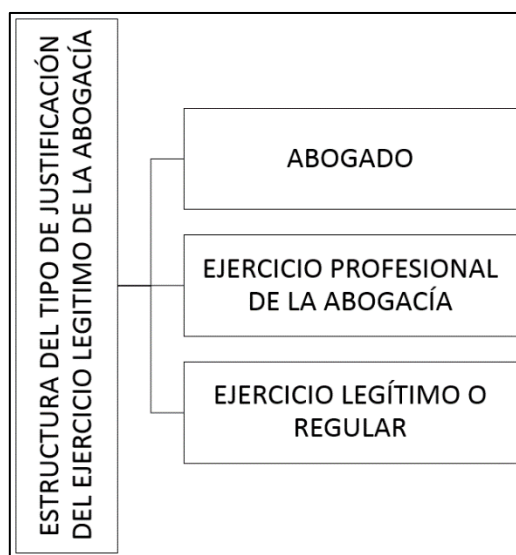 ESTRUCTURA DEL TIPO DE JUSTIFICACIÓN
DEL EJERCICIO LEGITIMO DE LA ABOGACÍA
ABOGADO
EJERCICIO PROFESIONAL
DE LA ABOGACÍA
EJERCICIO LEGÍTIMO O
REGULAR